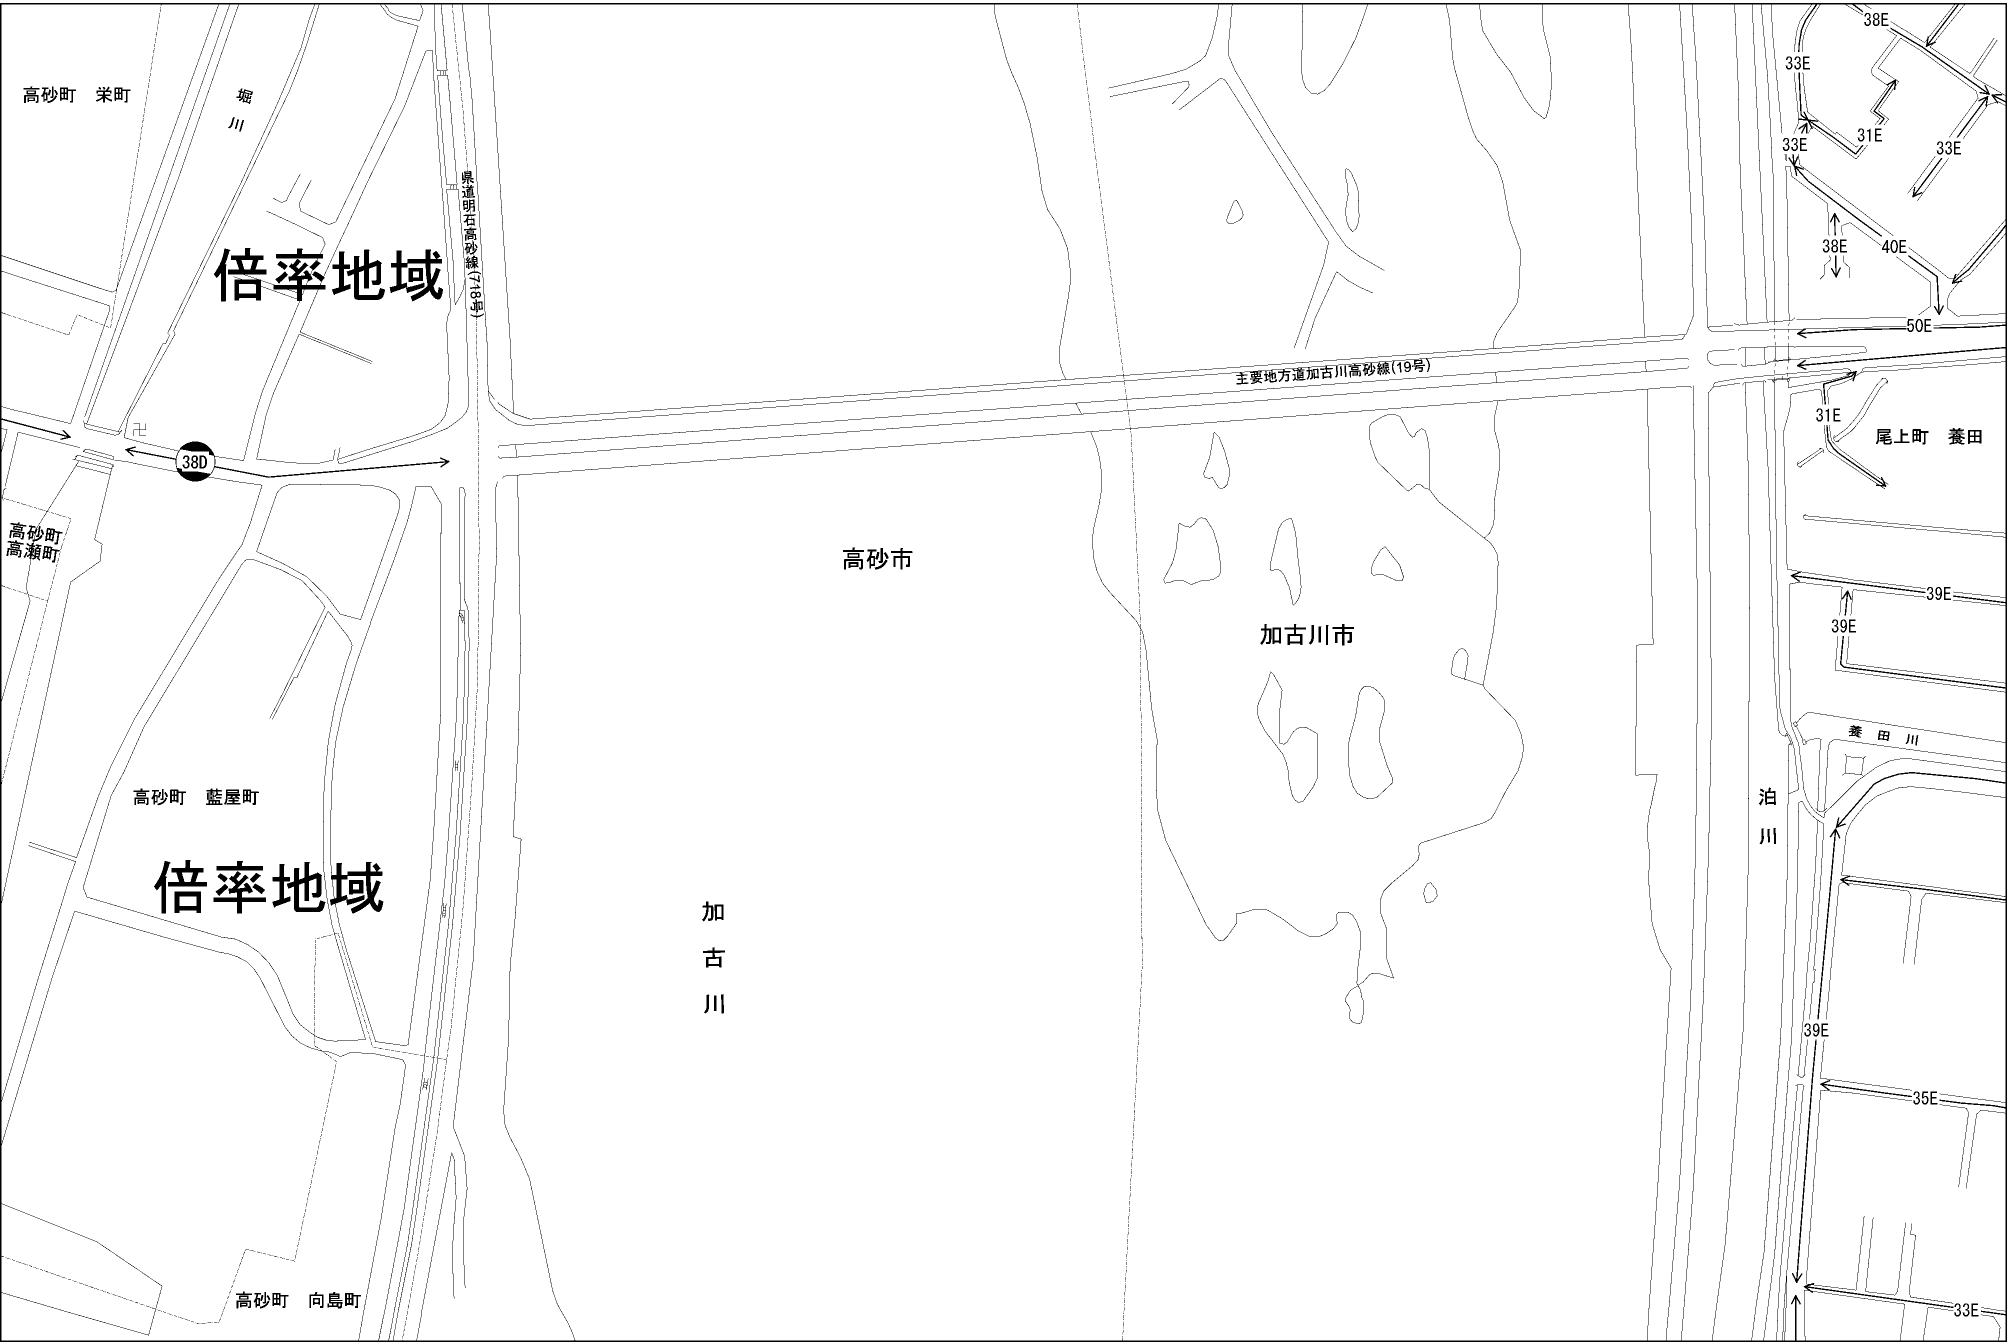 38E
33E
高砂町　栄町
堀川
31E
33E
33E
県道明石高砂線(718号)
38E
40E
倍率地域
50E
主要地方道加古川高砂線(19号)
31E
卍
尾上町　養田
38D
高砂町
高瀬町
高砂市
39E
39E
加古川市
養田川
高砂町　藍屋町
泊川
倍率地域
加古川
39E
35E
高砂町　向島町
33E